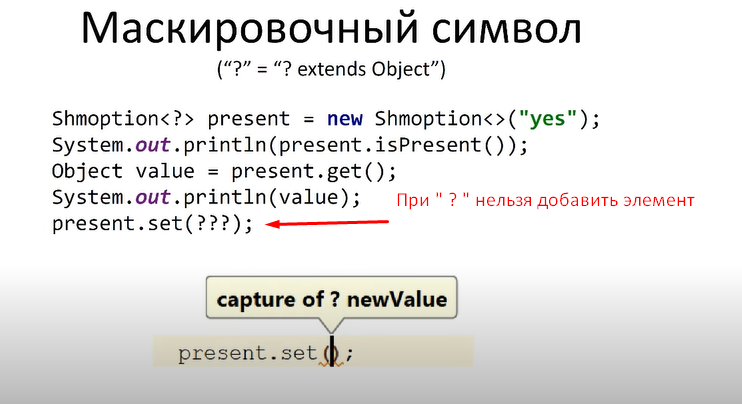 Маскировочный символ
(“?” = “? extends Object”)
Shmoption<?> present = new Shmoption<>("yes");
System.out.println(present.isPresent());
Object value = present.get();
System.out.println(value);
При " ? " нельзя добавить элемент
present.set(???);
capture of ? newValue
present.set();